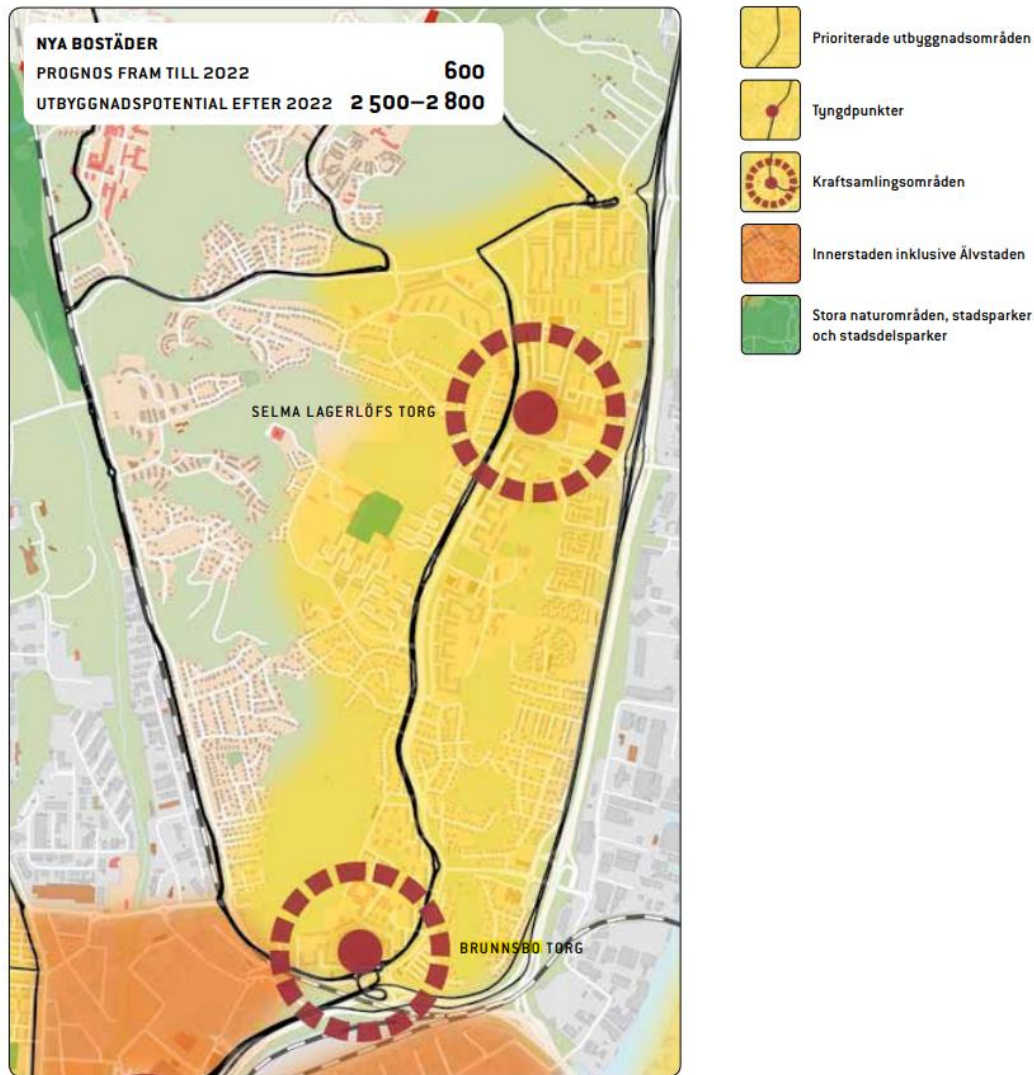 NYA BOSTÄDER
PROGNOS FRAM TILL 2022 600
UTBYGGNADSPOTENTIAL EFTER 2022 2 500–2 800
SELMA LAGERLÖFS TORG
BRUNNSBO TORG
Prioriterade utbyggnadsområden
Tyngdpunkter
Kraftsamlingsområden
Innerstaden inklusive Älvstaden
Stora naturområden, stadsparker
och stadsdelsparker